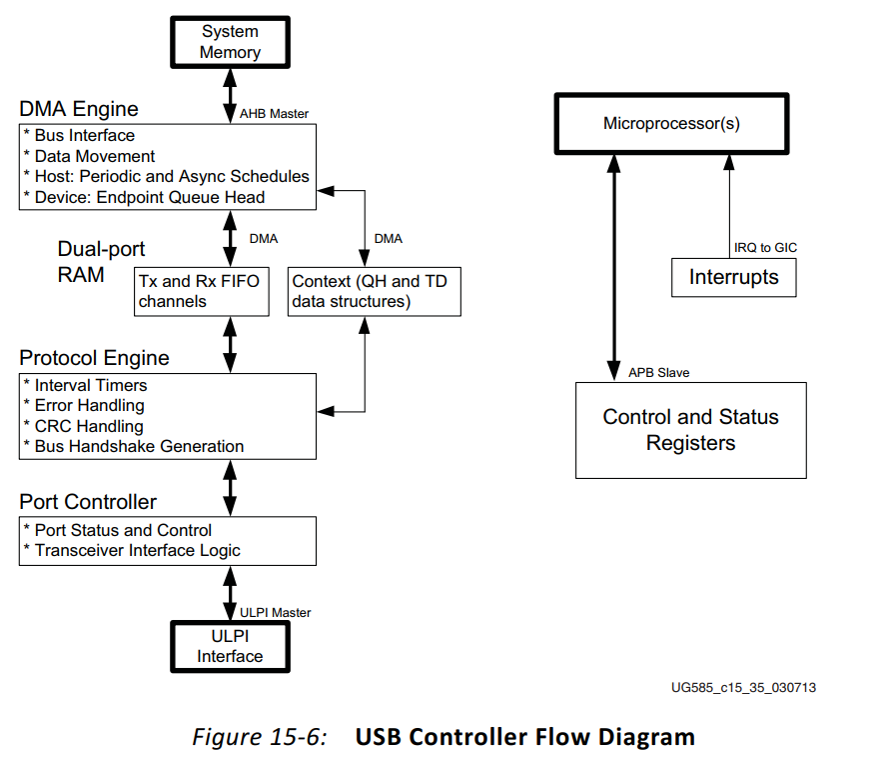 System
Memory
AHB Master
DMA Engine
* Bus Interface
* Data Movement
* Host: Periodic and Async Schedules
* Device: Endpoint Queue Head
DMA
DMA
Dual-port
RAM
Tx and Rx FIFO
channels
Context (QH and TD
data structures)
Protocol Engine
* Interval Timers
* Error Handling
* CRC Handling
* Bus Handshake Generation
Port Controller
* Port Status and Control
* Transceiver Interface Logic
ULPI Master
ULPI
Interface
Microprocessor(s)
IRQ to GIC
Interrupts
APB Slave
Control and Status
Registers
UG585_c15_35_030713
Figure 15-6: USB Controller Flow Diagram